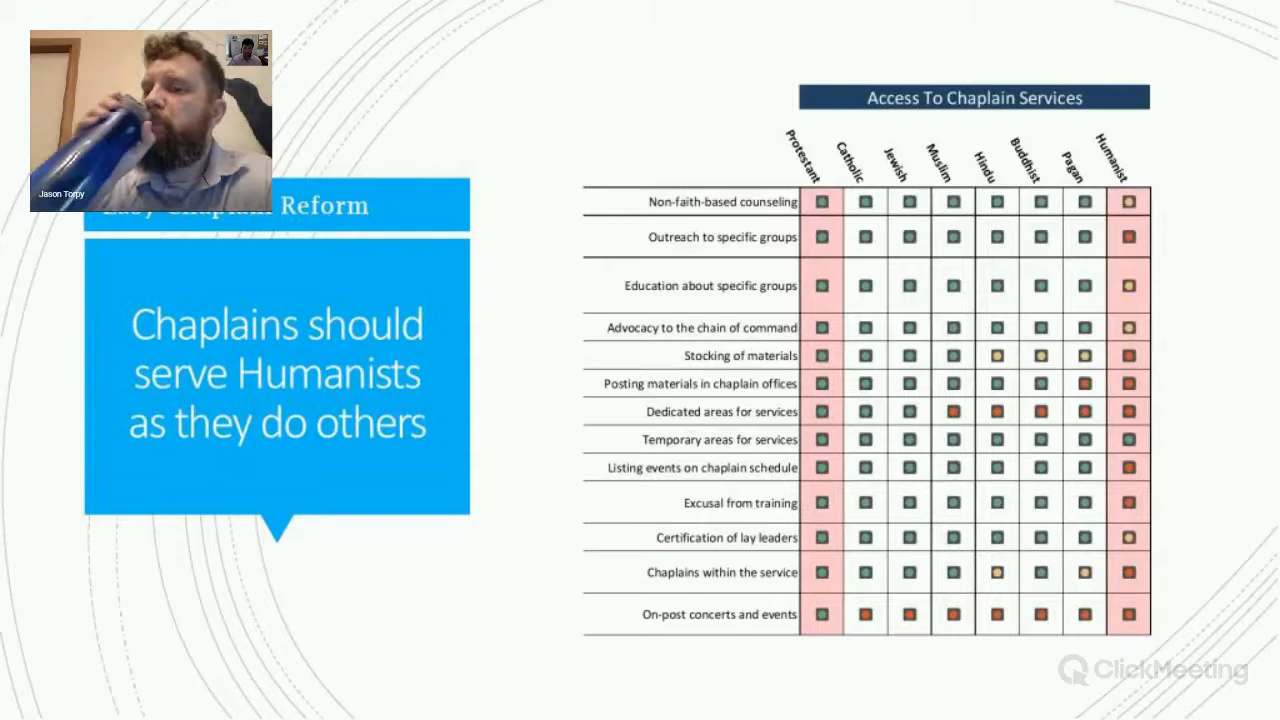 Jason Torpy
Reform
Chaplains should
serve Humanists
as they do others
Access To Chaplain Services
Protestant
Catholic
Jewish
Muslim
Hindu
Buddhist
Pagan
Humanist
Non-faith-based counseling
Outreach to specific groups
Education about specific groups
Advocacy to the chain of command
Stocking of materials
Posting materials in chaplain offices
Dedicated areas for services
Temporary areas for services
Listing events on chaplain schedule
Excusal from training
Certification of lay leaders
Chaplains within the service
On-post concerts and events
ClickMeeting